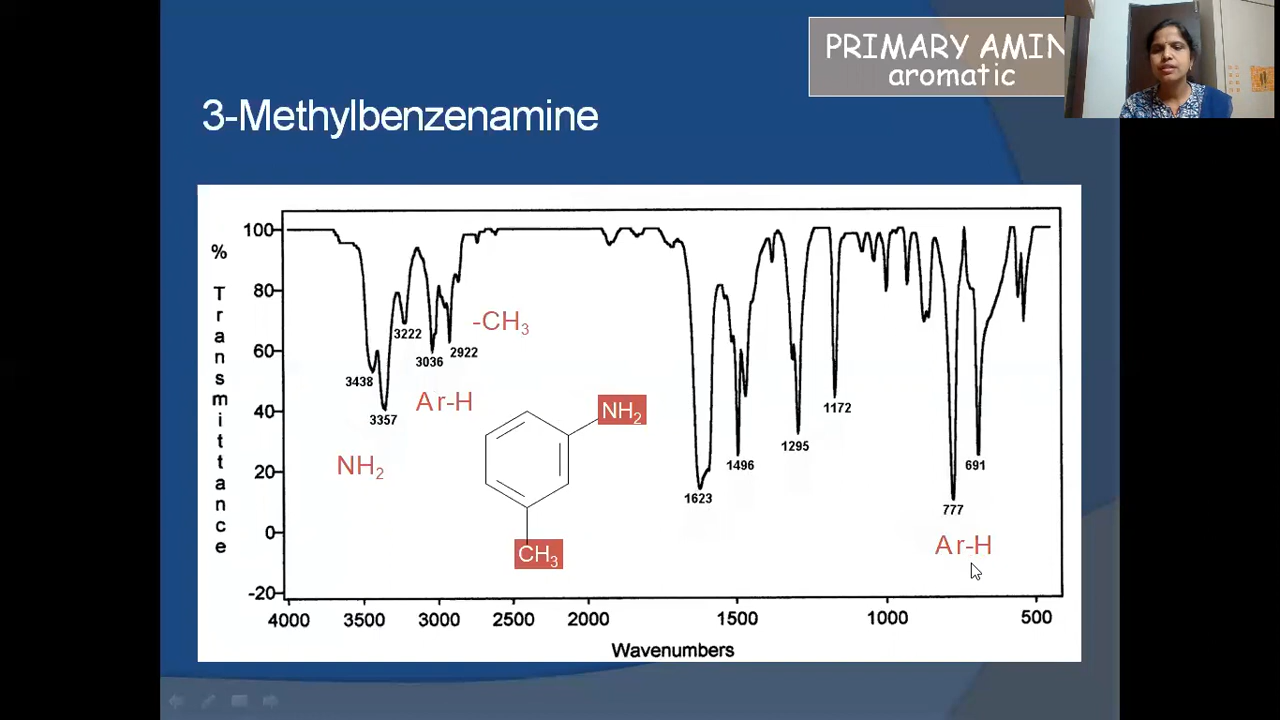 PRIMARY AMIN
aromatic
3-Methylbenzenamine
% Transmittance
100
80
60
40
20
0
-20
3438
3357
3222
3036
2922
-CH3
Ar-H
NH2
NH2
CH3
1623
1496
1295
1172
777
691
Ar-H
4000 3500 3000 2500 2000 1500 1000 500
Wavenumbers